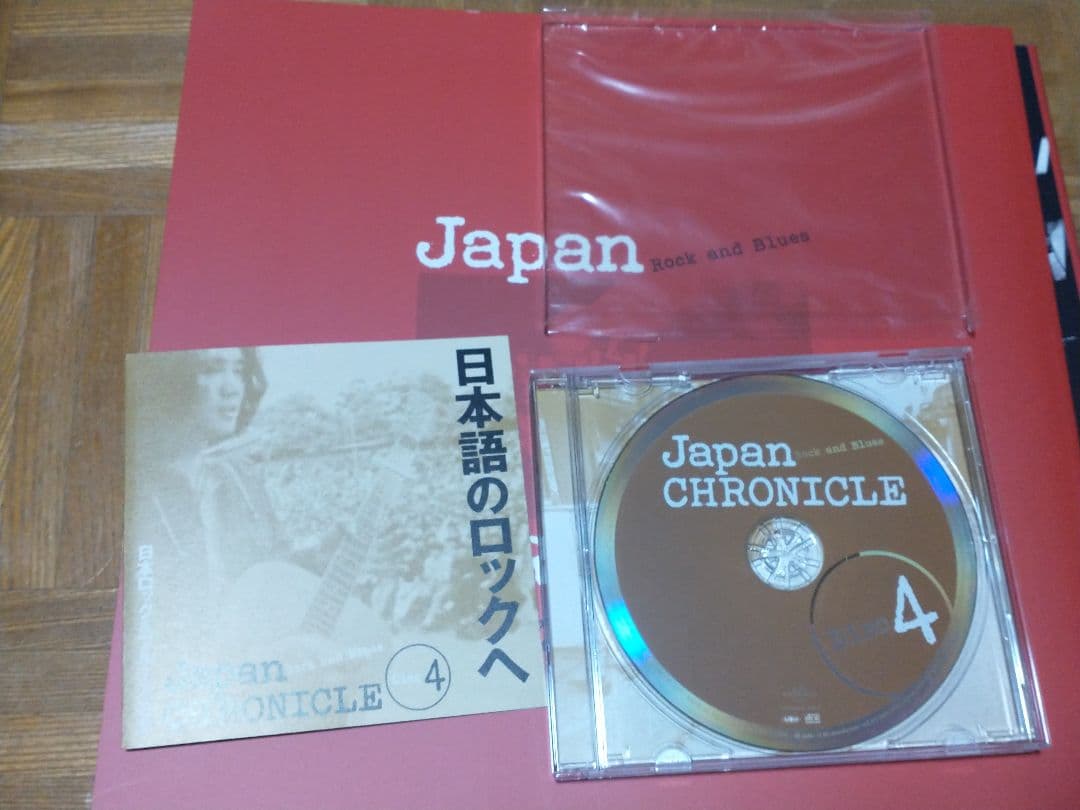 Japan
Rock and Blues
日本語のロックへ
Japan
CHRONICLE
4
Japan
Rock and Blues
CHRONICLE
Disc 4